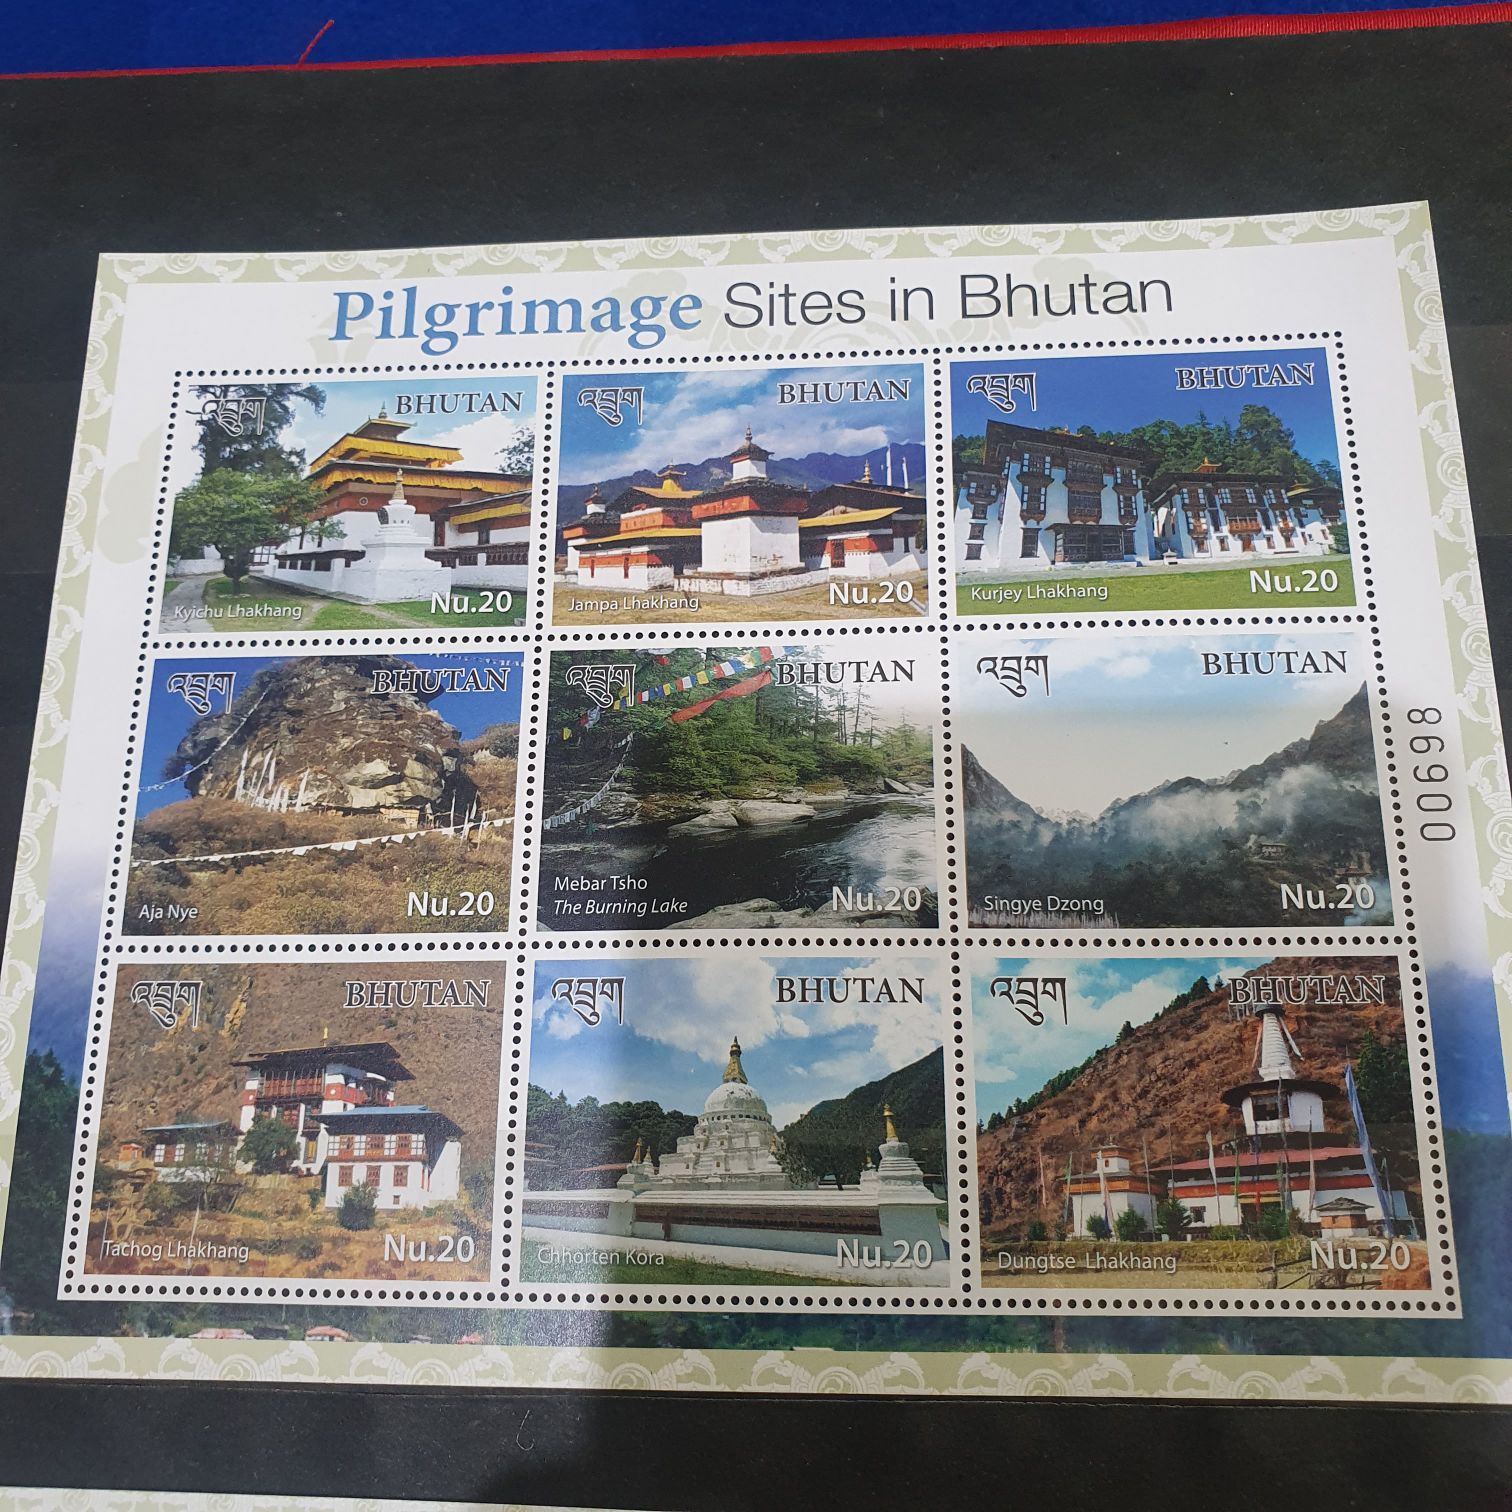 Pilgrimage Sites in Bhutan
འབྲུག
BHUTAN
Kyichu Lhakhang
Nu.20
འབྲུག
BHUTAN
Jampa Lhakhang
Nu.20
འབྲུག
BHUTAN
Kurjey Lhakhang
Nu.20
འབྲུག
BHUTAN
Aja Nye
Nu.20
འབྲུག
BHUTAN
Mebar Tsho
The Burning Lake
Nu.20
འབྲུག
BHUTAN
Singye Dzong
Nu.20
00698
འབྲུག
BHUTAN
Tachog Lhakhang
Nu.20
འབྲུག
BHUTAN
Chhorten Kora
Nu.20
འབྲུག
BHUTAN
Dungtse Lhakhang
Nu.20